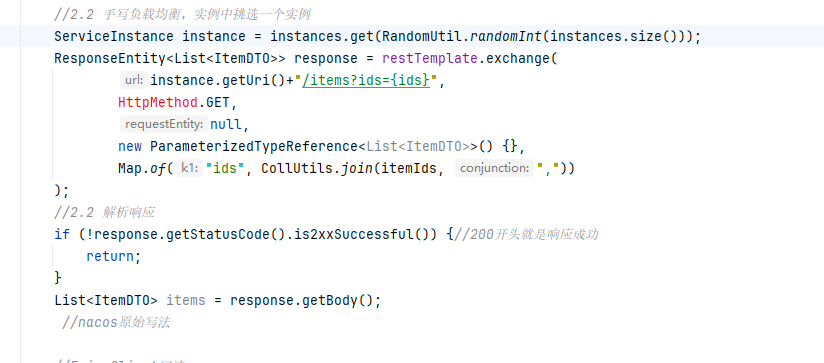 //2.2 手写负载均衡，实例中挑选一个实例
ServiceInstance instance = instances.get(RandomUtil.randomInt(instances.size()));
ResponseEntity<List<ItemDTO>> response = restTemplate.exchange(
url: instance.getUri()+"/items?ids={ids}",
HttpMethod.GET,
requestEntity: null,
new ParameterizedTypeReference<List<ItemDTO>>() {},
Map.of( k1: "ids", CollUtils.join(itemIds, conjunction: ","))
);
//2.2 解析响应
if (!response.getStatusCode().is2xxSuccessful()) {//200开头就是响应成功
return;
}
List<ItemDTO> items = response.getBody();
//nacos原始写法